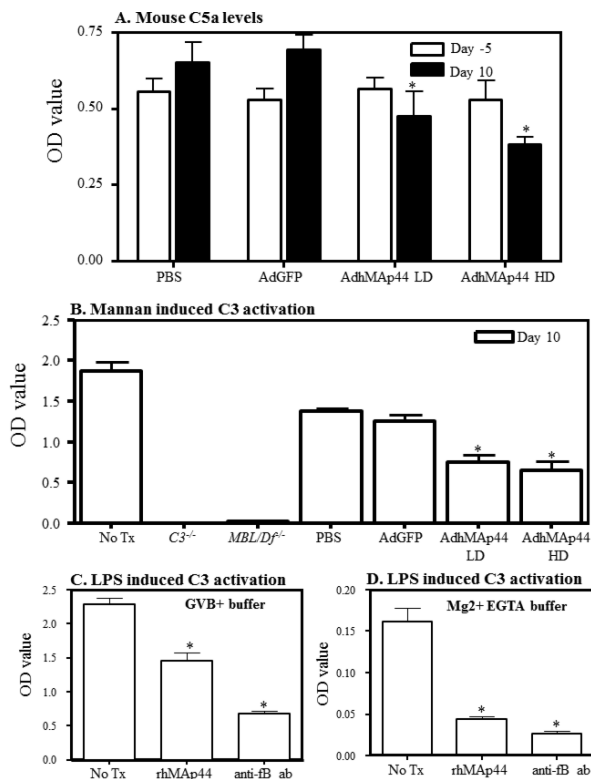 A. Mouse C5a levels
0.75
0.50
0.25
0.00
OD value
Day -5
Day 10
*
*
PBS
AdGFP
AdhMAp44 LD
AdhMAp44 HD
B. Mannan induced C3 activation
2.5
2.0
1.5
1.0
0.5
0.0
OD value
Day 10
*
*
No Tx
C3-/-
MBL/Df-/-
PBS
AdGFP
AdhMAp44
LD
AdhMAp44
HD
C. LPS induced C3 activation
2.5
2.0
1.5
1.0
0.5
0.0
OD value
GVB+ buffer
*
*
No Tx
rhMAp44
anti-fB ab
D. LPS induced C3 activation
0.20
0.15
0.10
0.05
0.00
OD value
Mg2+ EGTA buffer
*
*
No Tx
rhMAp44
anti-fB ab